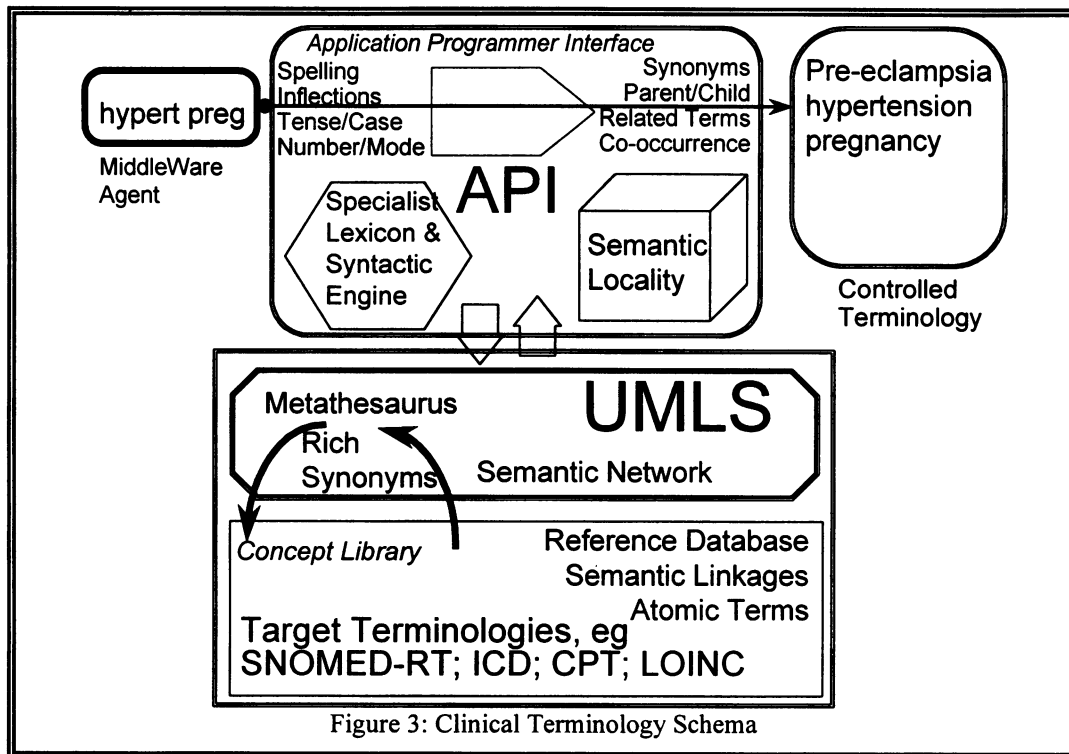 Application Programmer Interface
hypert preg
MiddleWare
Agent
Spelling
Inflections
Tense/Case
Number/Mode
Synonyms
Parent/Child
Related Terms
Co-occurrence
Pre-eclampsia
hypertension
pregnancy
Controlled
Terminology
API
Specialist
Lexicon &
Syntactic
Engine
Semantic
Locality
UMLS
Metathesaurus
Rich
Synonyms
Semantic Network
Concept Library
Reference Database
Semantic Linkages
Atomic Terms
Target Terminologies, eg
SNOMED-RT; ICD; CPT; LOINC
Figure 3: Clinical Terminology Schema